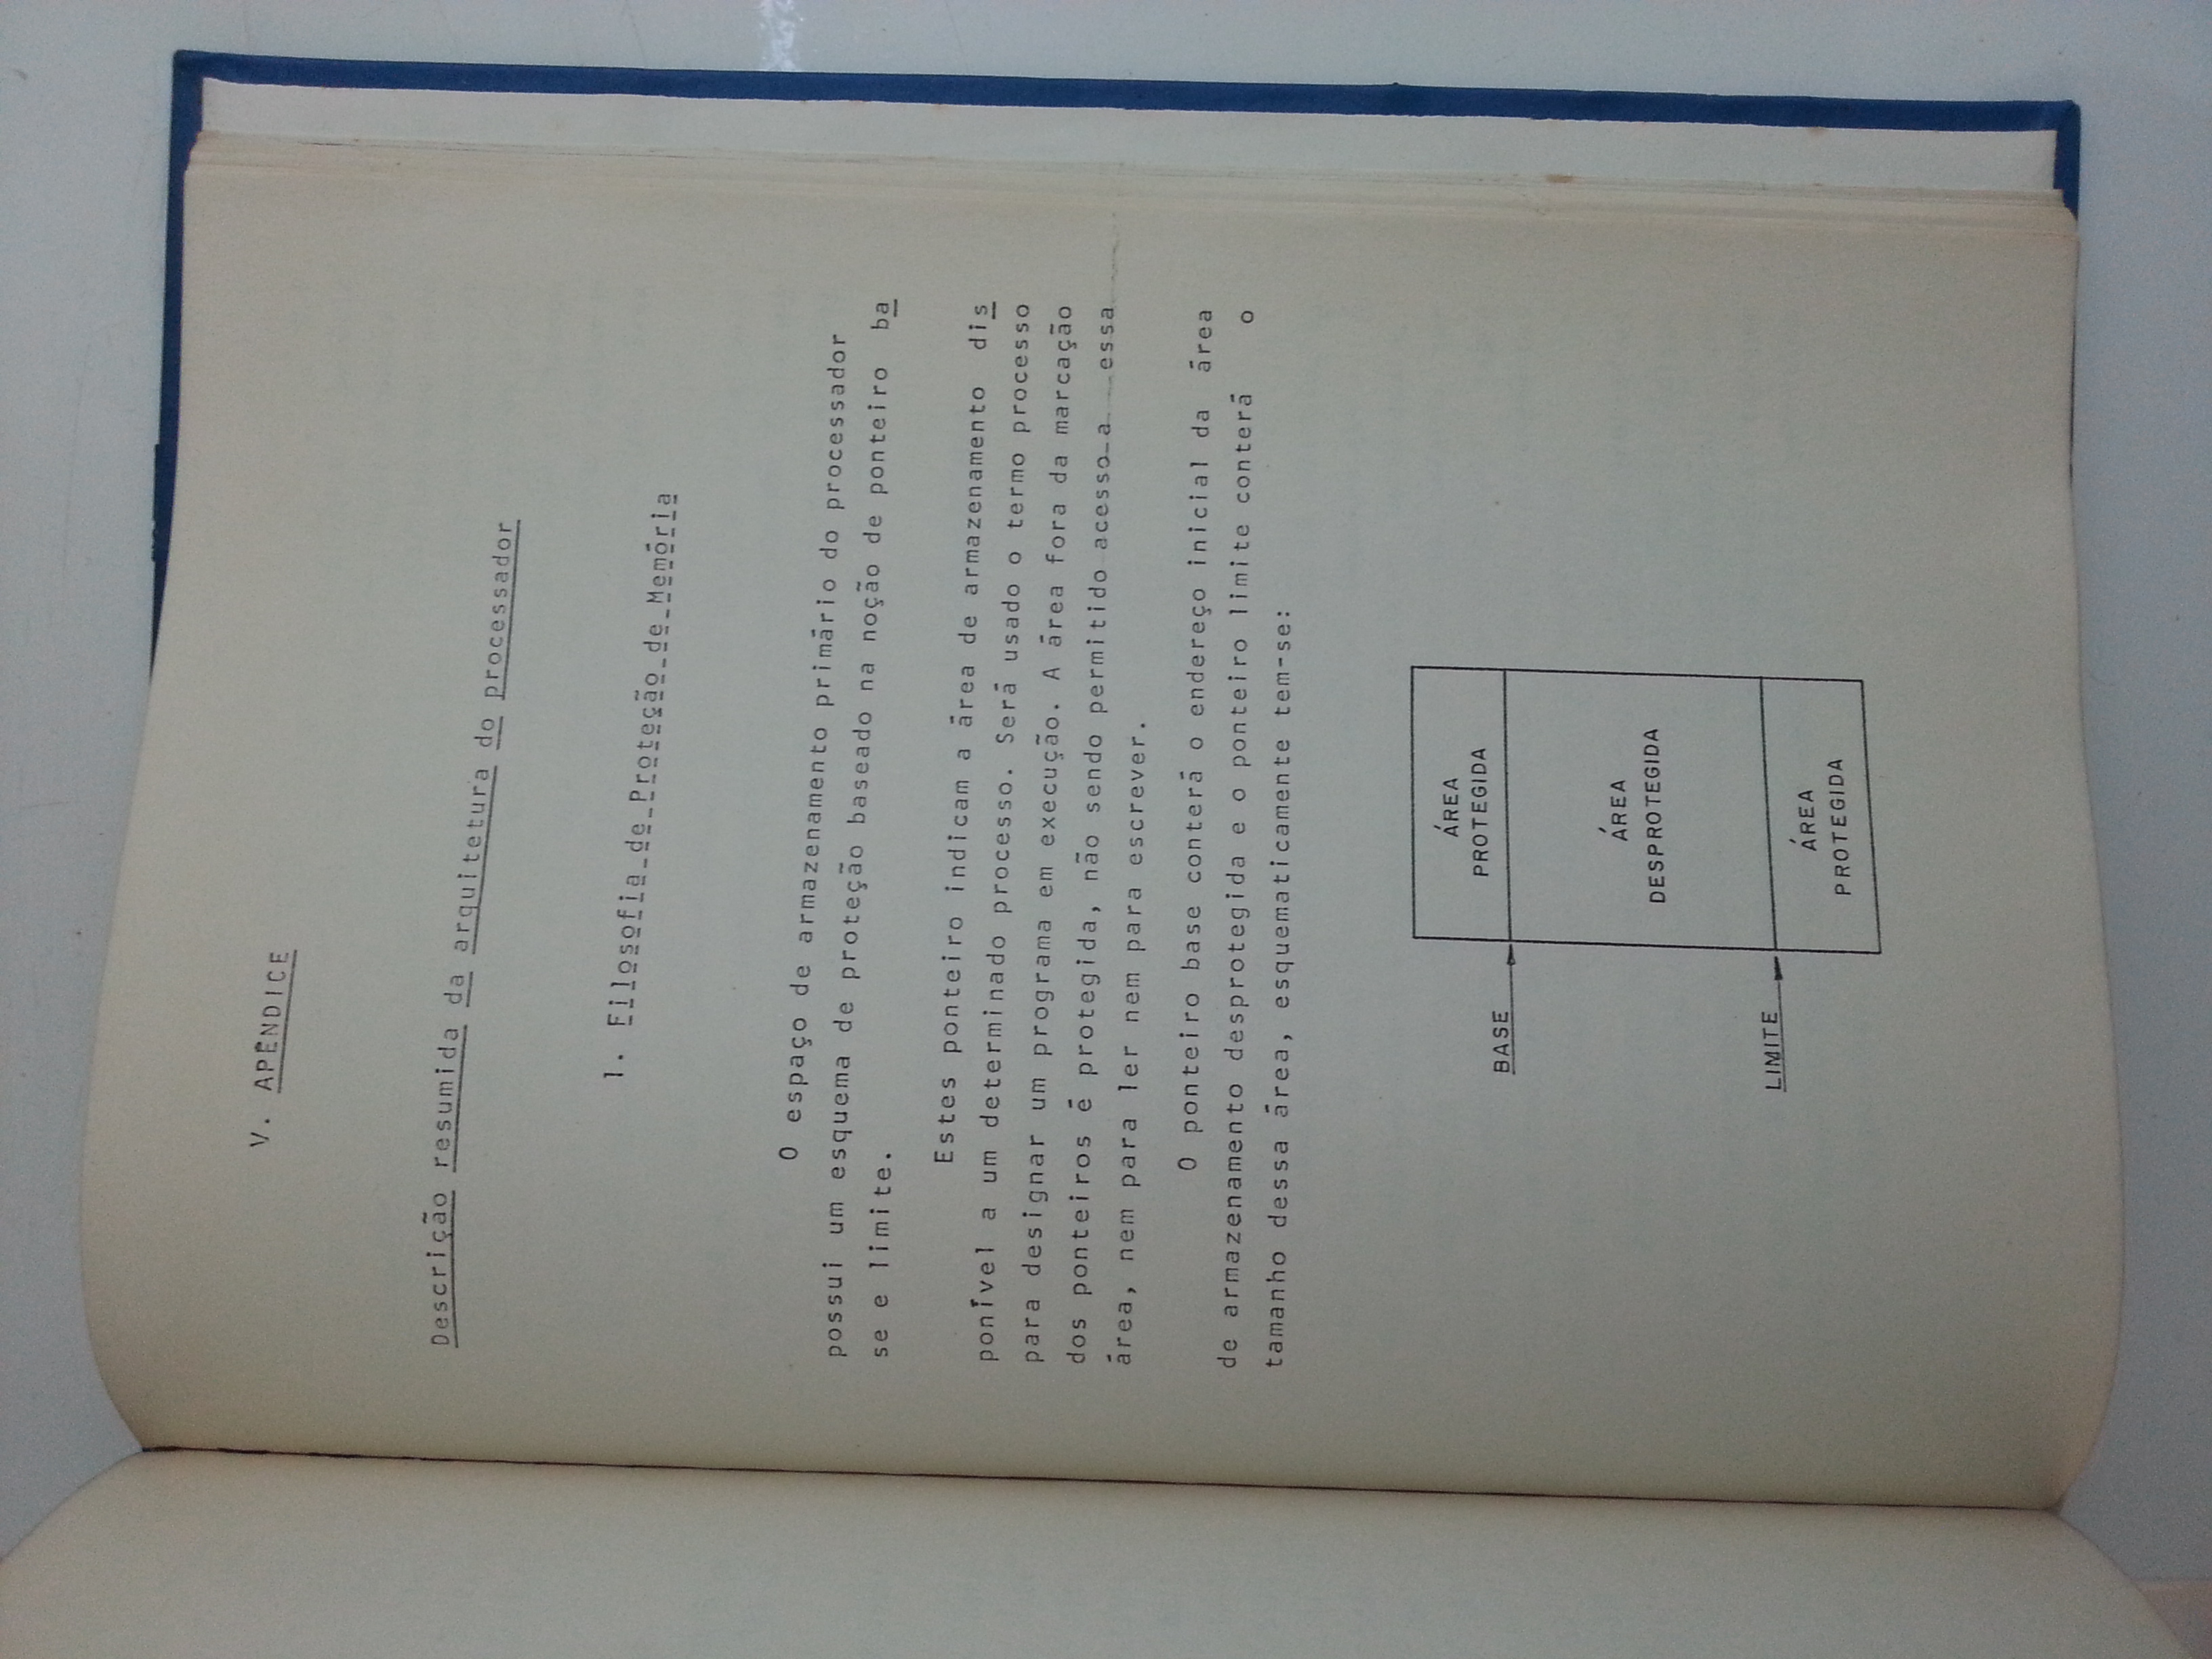 V. APÊNDICE
Descrição resumida da arquitetura do processador
1. Filosofia de Proteção de Memória
O espaço de armazenamento primário do processador
possui um esquema de proteção baseado na noção de ponteiro ba
se e limite.
Estes ponteiro indicam a área de armazenamento dis
ponível a um determinado processo. Será usado o termo processo
para designar um programa em execução. A área fora da marcação
dos ponteiros é protegida, não sendo permitido acesso a essa
área, nem para ler nem para escrever.
O ponteiro base conterá o endereço inicial da área
de armazenamento desprotegida e o ponteiro limite conterá o
tamanho dessa área, esquematicamente tem-se:
ÁREA
PROTEGIDA
BASE
ÁREA
DESPROTEGIDA
LIMITE
ÁREA
PROTEGIDA